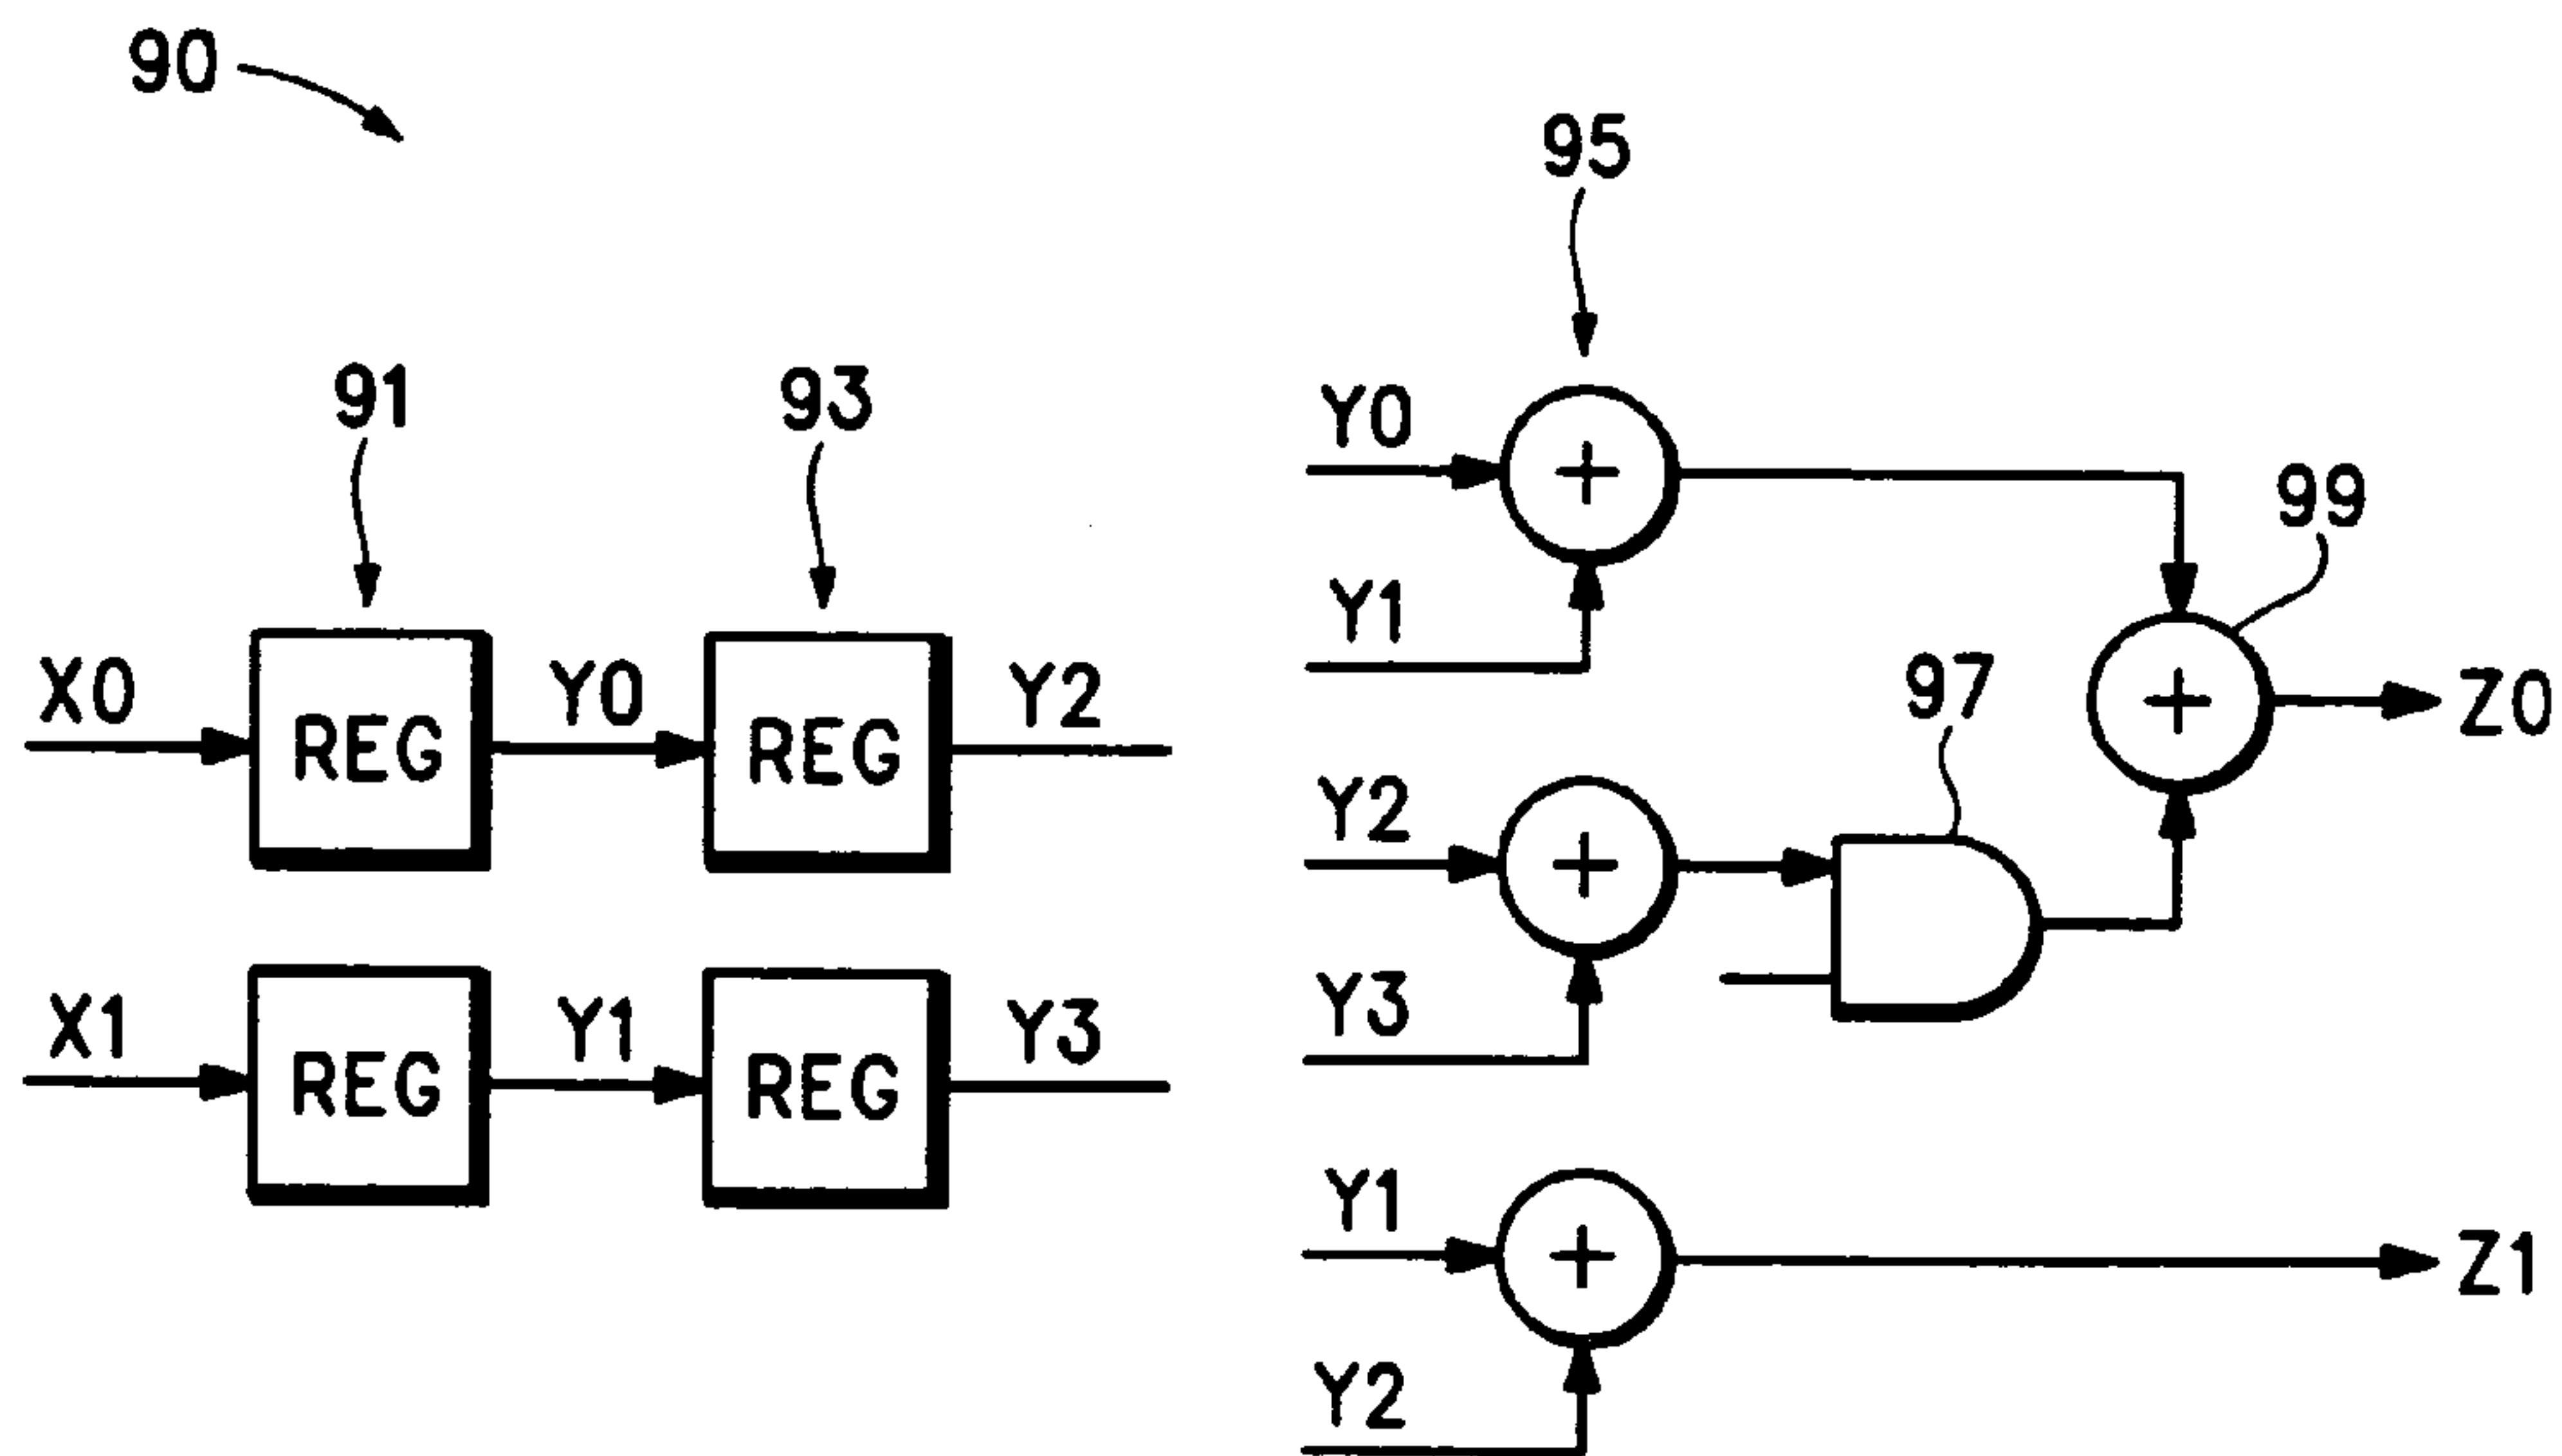 90
95
91
93
Y0
99
Y1
X0
Y0
Y2
97
Z0
REG
REG
Y2
X1
Y1
Y3
Y3
REG
REG
Y1
Z1
Y2
+
+
+
+